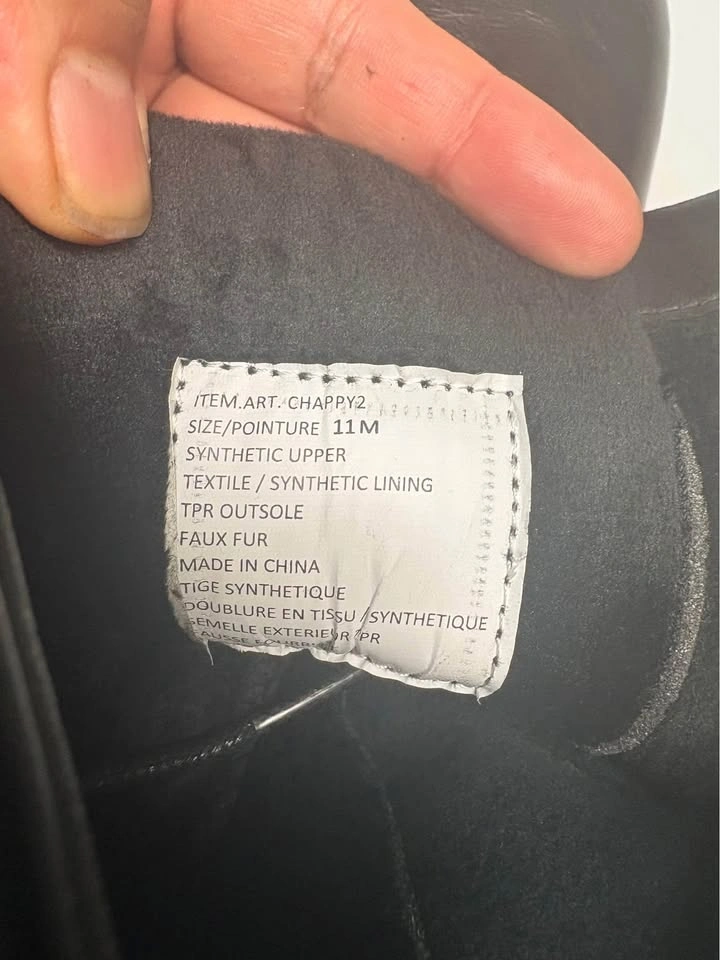 ITEM.ART. CHAPPY2
SIZE/POINTURE 11M
SYNTHETIC UPPER
TEXTILE / SYNTHETIC LINING
TPR OUTSOLE
FAUX FUR
MADE IN CHINA
TIGE SYNTHETIQUE
DOUBLURE EN TISSU / SYNTHETIQUE
SEMELLE EXTERIEUR TPR